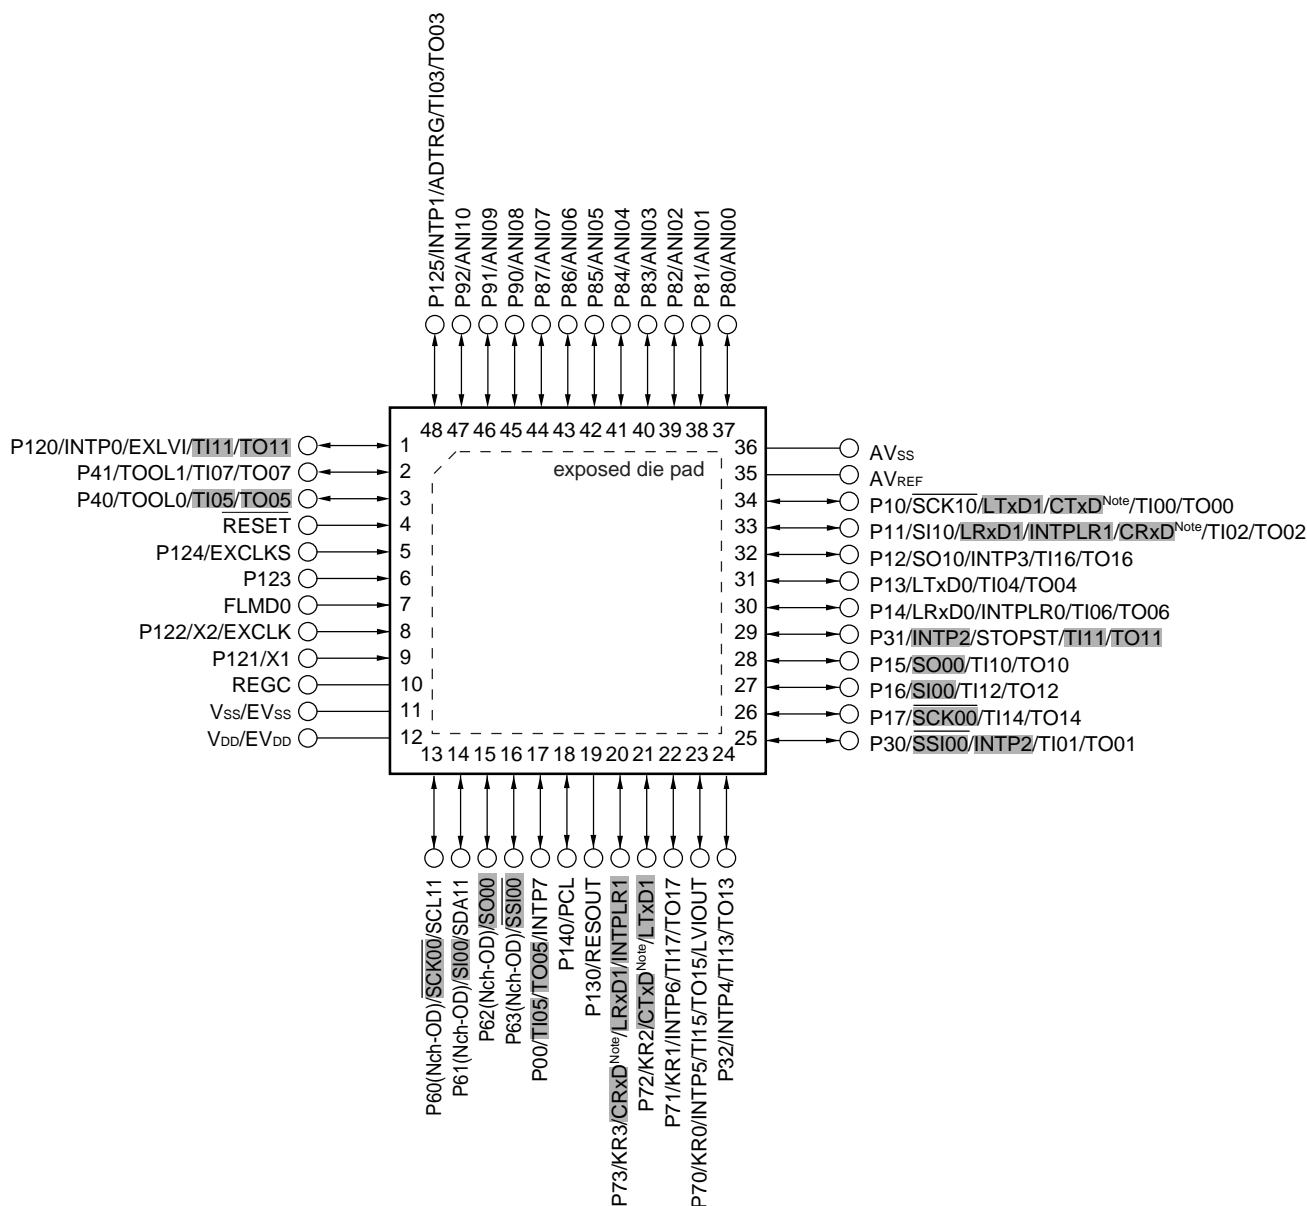 P125/INTP1/ADTRG/TI03/TO03
P92/ANI10
P91/ANI09
P90/ANI08
P87/ANI07
P86/ANI06
P85/ANI05
P84/ANI04
P83/ANI03
P82/ANI02
P81/ANI01
P80/ANI00
48 47 46 45 44 43 42 41 40 39 38 37
exposed die pad
P120/INTP0/EXLVI/TI11/TO11 1
P41/TOOL1/TI07/TO07 2
P40/TOOL0/TI05/TO05 3
RESET 4
P124/EXCLKS 5
P123 6
FLMD0 7
P122/X2/EXCLK 8
P121/X1 9
REGC 10
VSS/EVSS 11
VDD/EVDD 12
36 AVSS
35 AVREF
34 P10/SCK10/LTxD1/CTxDNote/TI00/TO00
33 P11/SI10/LRxD1/INTPLR1/CRxDNote/TI02/TO02
32 P12/SO10/INTP3/TI16/TO16
31 P13/LTxD0/TI04/TO04
30 P14/LRxD0/INTPLR0/TI06/TO06
29 P31/INTP2/STOPST/TI11/TO11
28 P15/SO00/TI10/TO10
27 P16/SI00/TI12/TO12
26 P17/SCK00/TI14/TO14
25 P30/SSI00/INTP2/TI01/TO01
13 14 15 16 17 18 19 20 21 22 23 24
P60(Nch-OD)/SCK00/SCL11
P61(Nch-OD)/SI00/SDA11
P62(Nch-OD)/SO00
P63(Nch-OD)/SSI00
P00/TI05/TO05/INTP7
P140/PCL
P130/RESOUT
P73/KR3/CRxDNote/LRxD1/INTPLR1
P72/KR2/CTxDNote/LTxD1
P71/KR1/INTP6/TI17/TO17
P70/KR0/INTP5/TI15/TO15/LVIOUT
P32/INTP4/TI13/TO13